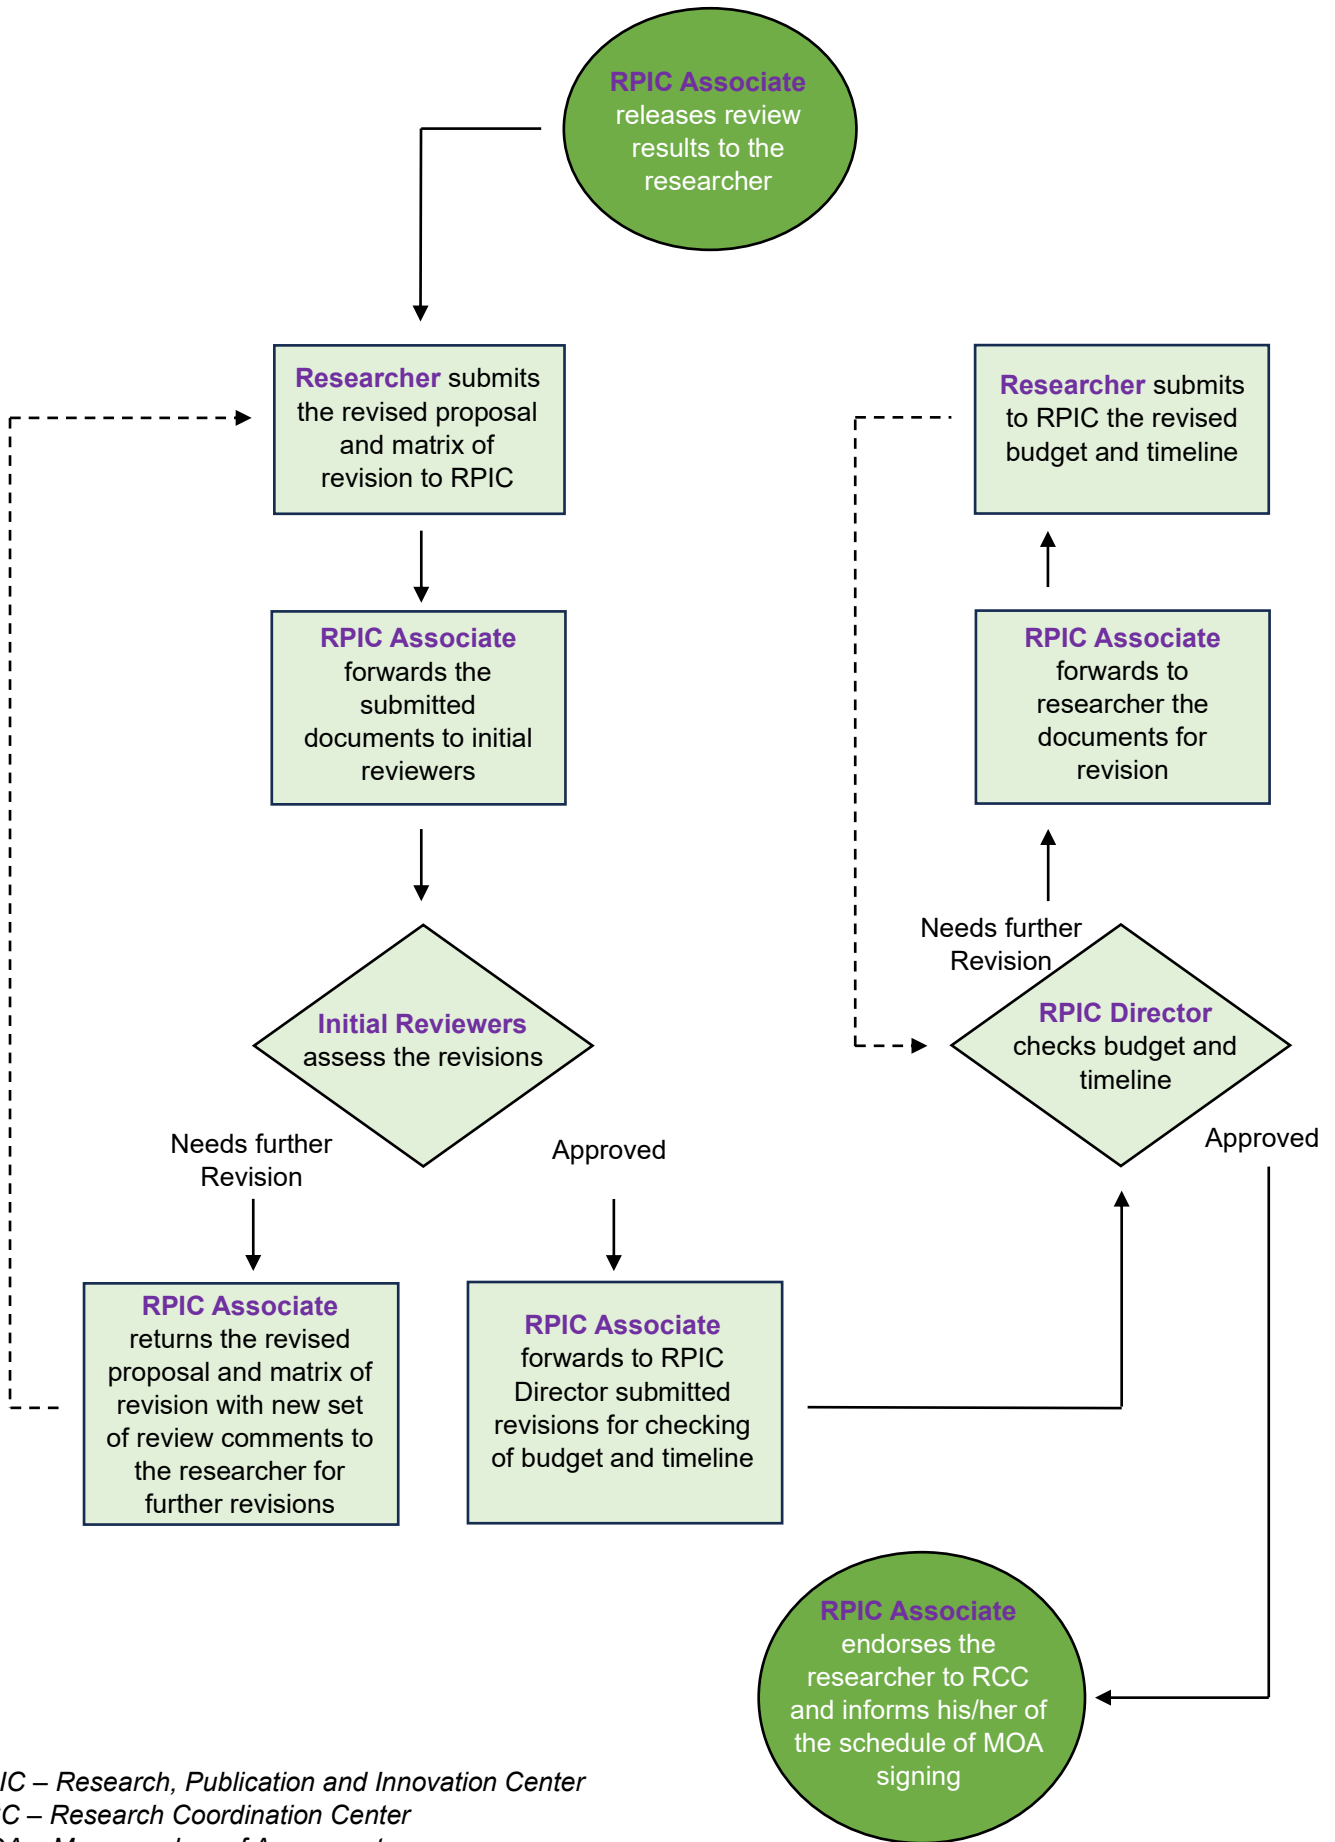 RPIC Associate
releases review
results to the
researcher
Researcher submits
the revised proposal
and matrix of
revision to RPIC
RPIC Associate
forwards the
submitted
documents to initial
reviewers
Initial Reviewers
assess the revisions
Needs further
Revision
Approved
RPIC Associate
returns the revised
proposal and matrix of
revision with new set
of review comments to
the researcher for
further revisions
RPIC Associate
forwards to RPIC
Director submitted
revisions for checking
of budget and timeline
Researcher submits
to RPIC the revised
budget and timeline
RPIC Associate
forwards to
researcher the
documents for
revision
Needs further
Revision
RPIC Director
checks budget and
timeline
Approved
RPIC Associate
endorses the
researcher to RCC
and informs his/her of
the schedule of MOA
signing
IC – Research, Publication and Innovation Center
C – Research Coordination Center